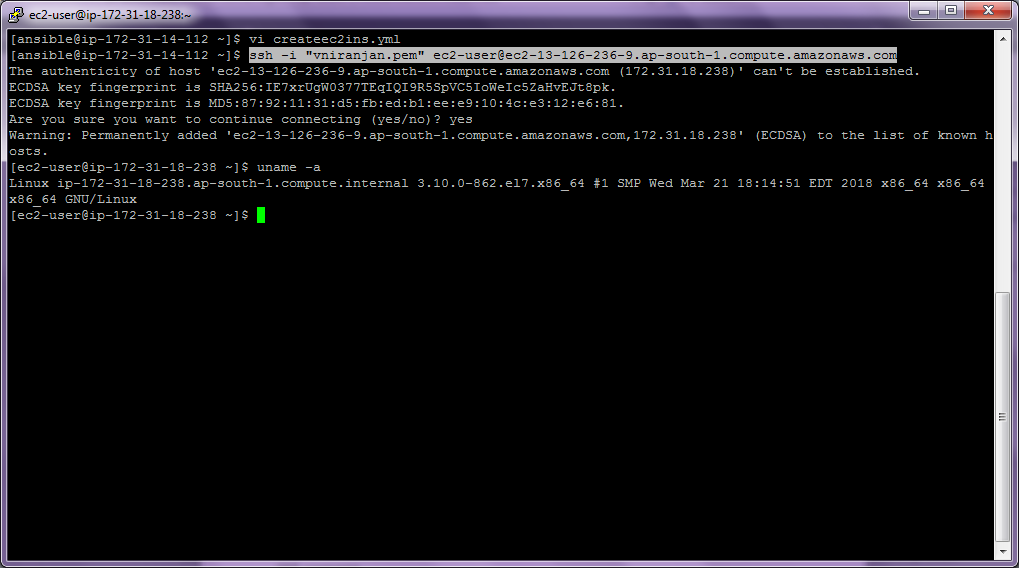 ec2-user@ip-172-31-18-238:~
[ansible@ip-172-31-14-112 ~]$ vi createec2ins.yml
[ansible@ip-172-31-14-112 ~]$ ssh -i "vniranjan.pem" ec2-user@ec2-13-126-236-9.ap-south-1.compute.amazonaws.com
The authenticity of host 'ec2-13-126-236-9.ap-south-1.compute.amazonaws.com (172.31.18.238)' can't be established.
ECDSA key fingerprint is SHA256:IE7xrUgW0377TEqIQI9R5SpVC5IoWeIc5ZaHvEJt8pk.
ECDSA key fingerprint is MD5:87:92:11:31:d5:fb:ed:b1:ee:e9:10:4c:e3:12:e6:81.
Are you sure you want to continue connecting (yes/no)? yes
Warning: Permanently added 'ec2-13-126-236-9.ap-south-1.compute.amazonaws.com,172.31.18.238' (ECDSA) to the list of known h
osts.
[ec2-user@ip-172-31-18-238 ~]$ uname -a
Linux ip-172-31-18-238.ap-south-1.compute.internal 3.10.0-862.el7.x86_64 #1 SMP Wed Mar 21 18:14:51 EDT 2018 x86_64 x86_64
x86_64 GNU/Linux
[ec2-user@ip-172-31-18-238 ~]$